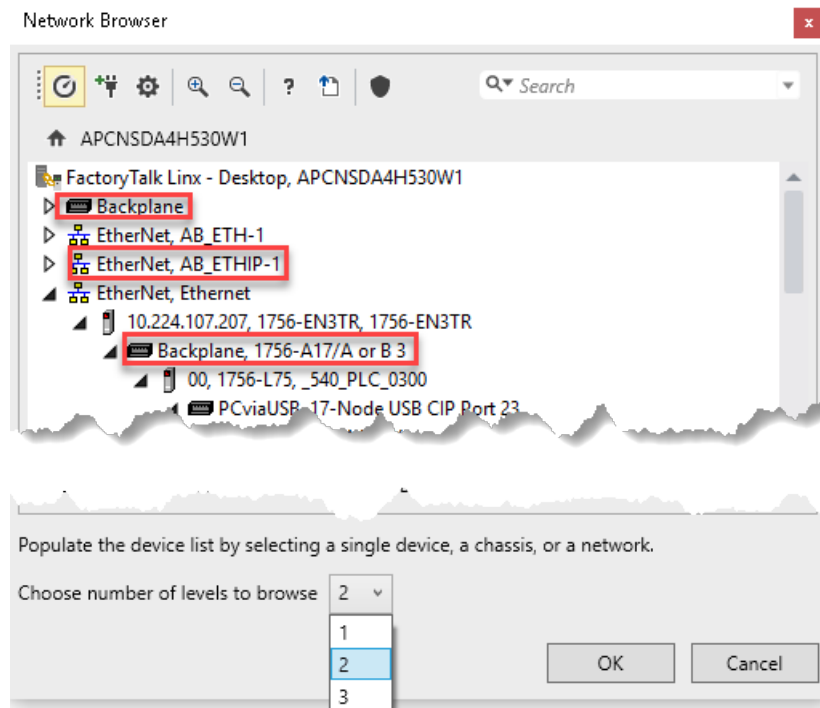 Network Browser
x
? Search
APCNSDA4H530W1
FactoryTalk Linx - Desktop, APCNSDA4H530W1
Backplane
EtherNet, AB_ETH-1
EtherNet, AB_ETHIP-1
EtherNet, Ethernet
10.224.107.207, 1756-EN3TR, 1756-EN3TR
Backplane, 1756-A17/A or B 3
00, 1756-L75, _540_PLC_0300
PCviaUSB, 17-Node USB CIP Port 23
Populate the device list by selecting a single device, a chassis, or a network.
Choose number of levels to browse 2
1
2
OK Cancel
3